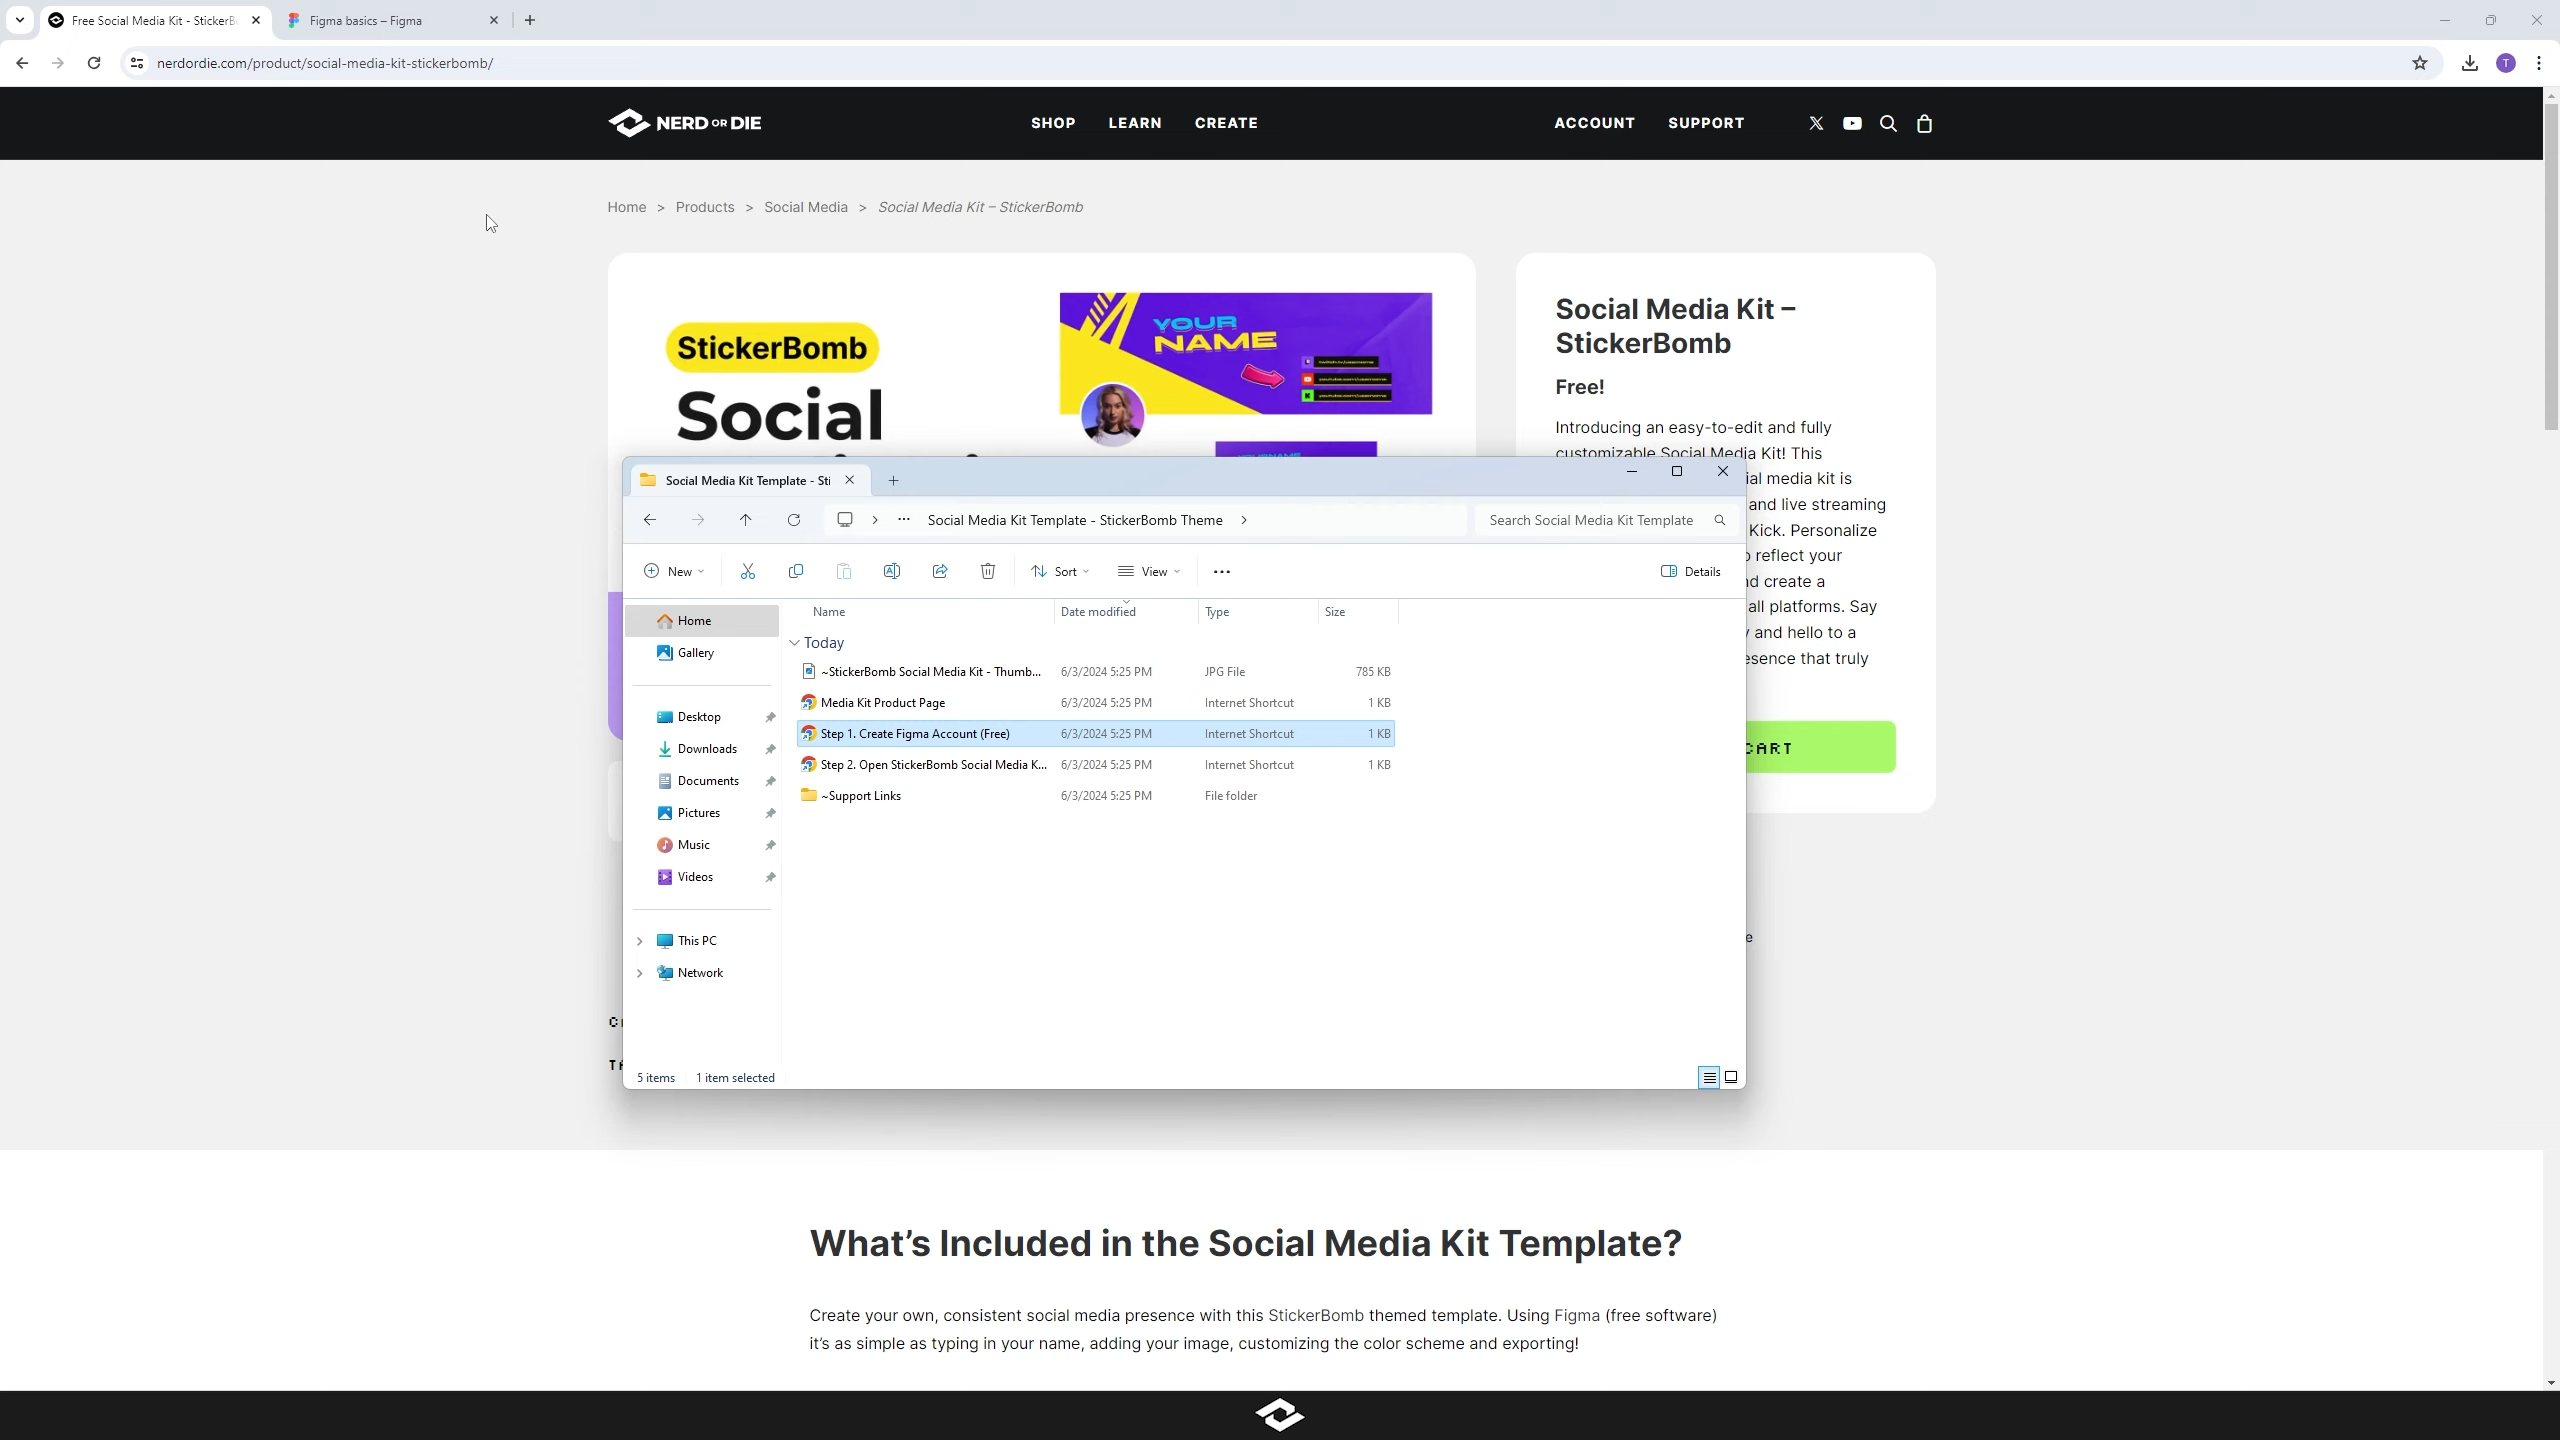 Free Social Media Kit - StickerB
Figma basics – Figma
nerdordie.com/product/social-media-kit-stickerbomb/
T
NERD OR DIE
SHOP
LEARN
CREATE
ACCOUNT
SUPPORT
Home > Products > Social Media > Social Media Kit – StickerBomb
StickerBomb
Social
YOUR
NAME
Social Media Kit –
StickerBomb
Free!
Introducing an easy-to-edit and fully
customizable Social Media Kit! This
ial media kit is
and live streaming
Kick. Personalize
reflect your
nd create a
all platforms. Say
and hello to a
esence that truly
CART
Social Media Kit Template - Sti
Social Media Kit Template - StickerBomb Theme
Search Social Media Kit Template
New
Sort
View
Details
Home
Gallery
Desktop
Downloads
Documents
Pictures
Music
Videos
This PC
Network
Name Date modified Type Size
Today
~StickerBomb Social Media Kit - Thumb... 6/3/2024 5:25 PM JPG File 785 KB
Media Kit Product Page 6/3/2024 5:25 PM Internet Shortcut 1 KB
Step 1. Create Figma Account (Free) 6/3/2024 5:25 PM Internet Shortcut 1 KB
Step 2. Open StickerBomb Social Media K... 6/3/2024 5:25 PM Internet Shortcut 1 KB
~Support Links 6/3/2024 5:25 PM File folder
5 items 1 item selected
What's Included in the Social Media Kit Template?
Create your own, consistent social media presence with this StickerBomb themed template. Using Figma (free software)
it's as simple as typing in your name, adding your image, customizing the color scheme and exporting!